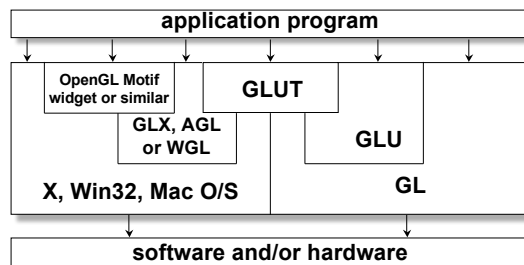 application program
OpenGL Motif
widget or similar
GLUT
GLX, AGL
or WGL
GLU
X, Win32, Mac O/S
GL
software and/or hardware